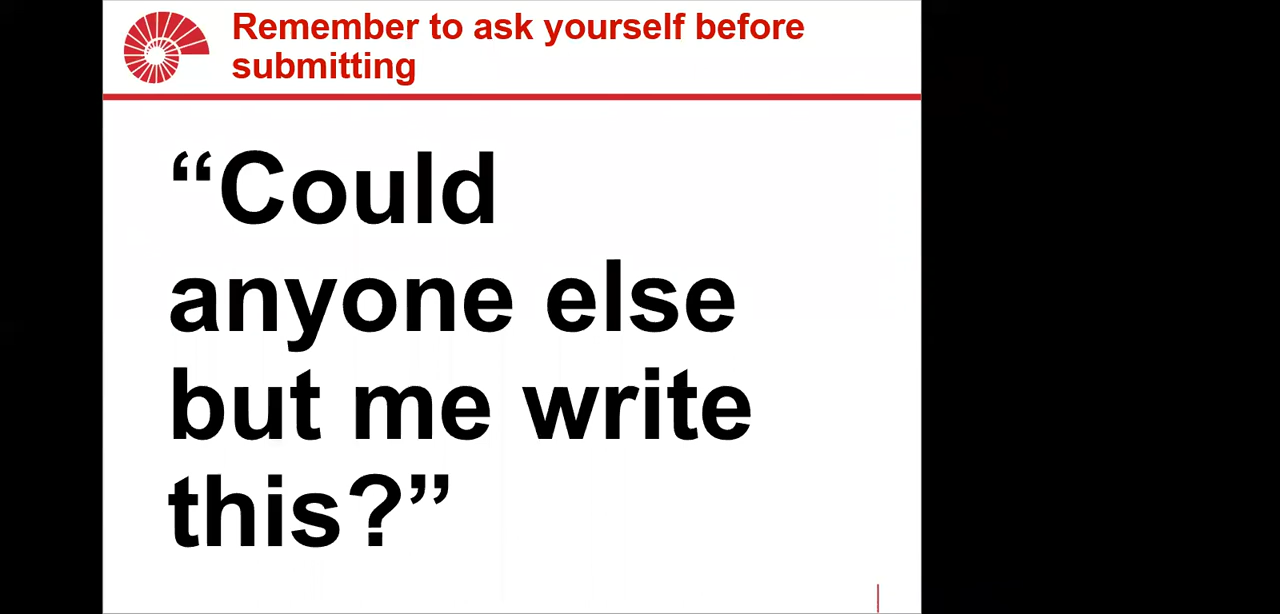 Remember to ask yourself before
submitting
“Could
anyone else
but me write
this?”